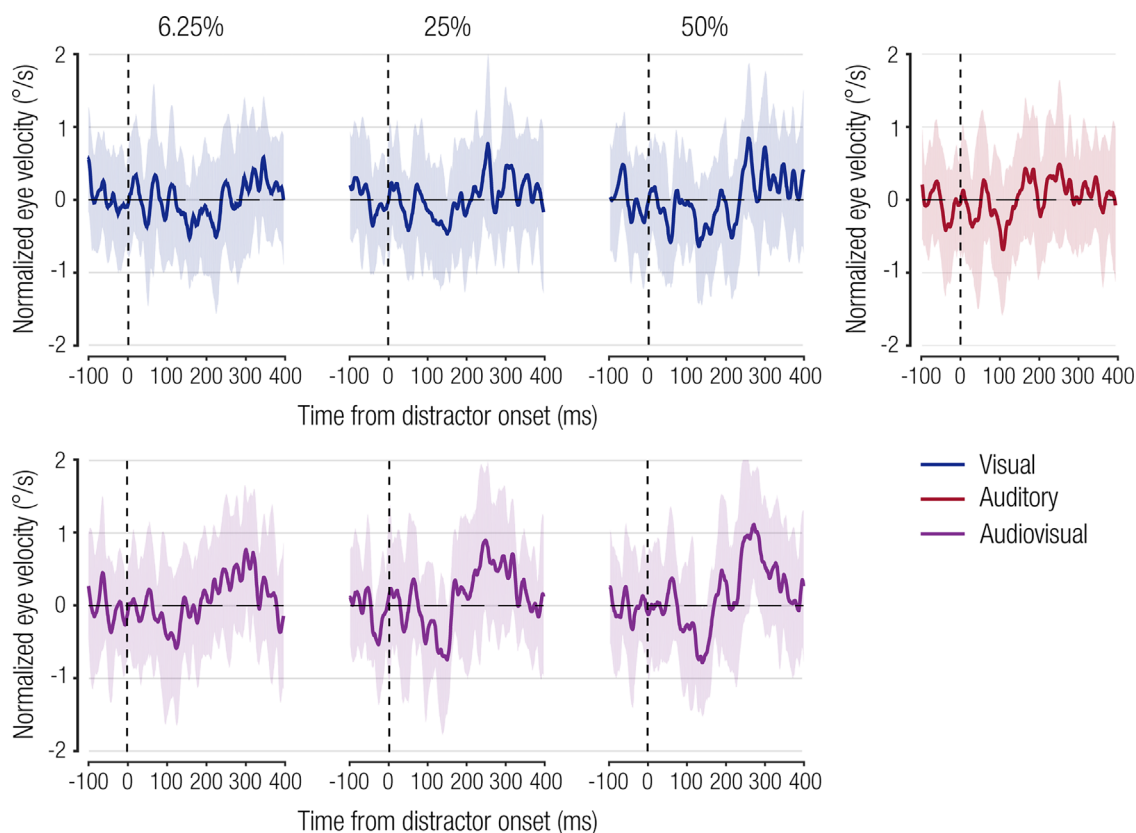 6.25% 25% 50%
Normalized eye velocity (°/s)
2
1
0
-1
-2
-100 0 100 200 300 400
-100 0 100 200 300 400
-100 0 100 200 300 400
Time from distractor onset (ms)
Normalized eye velocity (°/s)
2
1
0
-1
-2
-100 0 100 200 300 400
Visual
Auditory
Audiovisual
Normalized eye velocity (°/s)
2
1
0
-1
-2
-100 0 100 200 300 400
-100 0 100 200 300 400
-100 0 100 200 300 400
Time from distractor onset (ms)